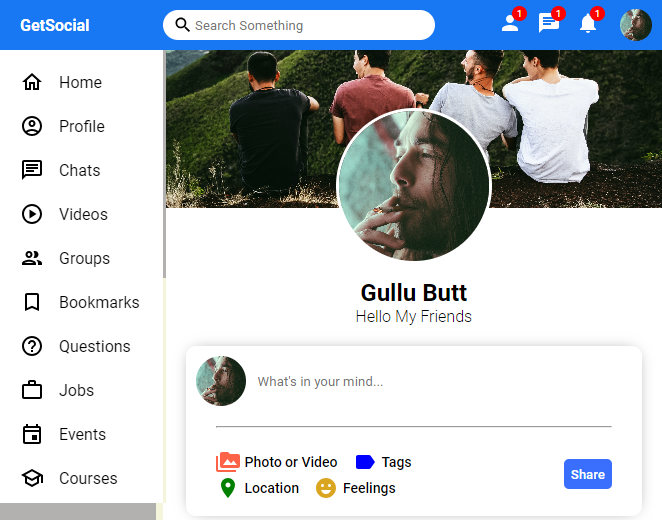 GetSocial
Search Something
1
1
1
Home
Profile
Chats
Videos
Groups
Bookmarks
Questions
Jobs
Events
Courses
Gullu Butt
Hello My Friends
What's in your mind...
Photo or Video
Tags
Location
Feelings
Share